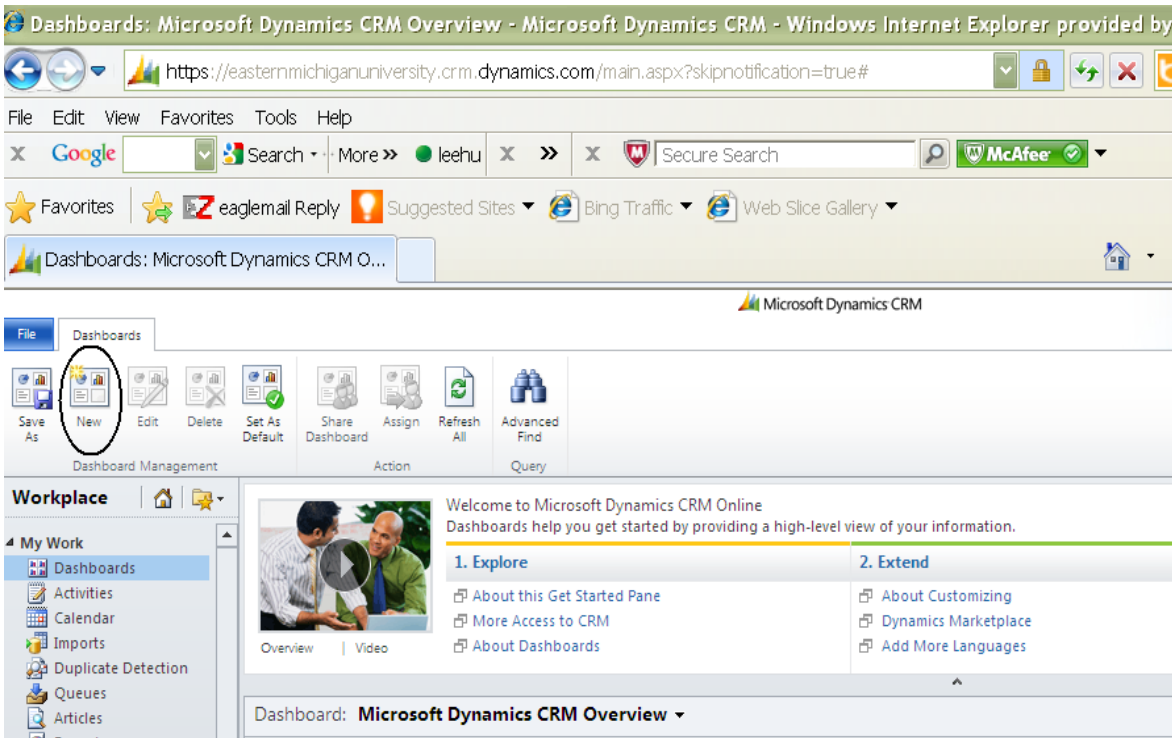 Dashboards: Microsoft Dynamics CRM Overview - Microsoft Dynamics CRM - Windows Internet Explorer provided by
https://easternmichiganuniversity.crm.dynamics.com/main.aspx?skipnotification=true#
File Edit View Favorites Tools Help
X Google Search More >> leehu X >> X Secure Search McAfee
Favorites eaglemail Reply Suggested Sites Bing Traffic Web Slice Gallery
Dashboards: Microsoft Dynamics CRM O...
Microsoft Dynamics CRM
File Dashboards
Save As New Edit Delete Set As Default Share Dashboard Assign Refresh All Advanced Find
Dashboard Management Action Query
Workplace
My Work
Dashboards
Activities
Calendar
Imports
Duplicate Detection
Queues
Articles
Welcome to Microsoft Dynamics CRM Online
Dashboards help you get started by providing a high-level view of your information.
1. Explore
About this Get Started Pane
More Access to CRM
About Dashboards
2. Extend
About Customizing
Dynamics Marketplace
Add More Languages
Overview | Video
Dashboard: Microsoft Dynamics CRM Overview